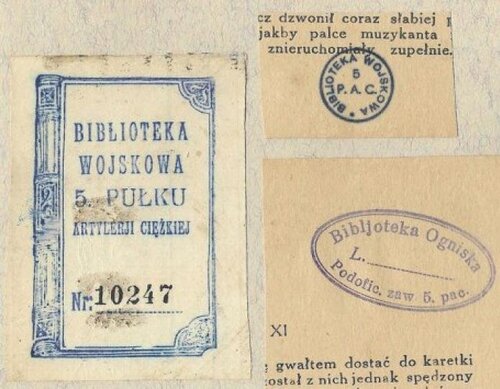 BIBLIOTEKA
WOJSKOWA
5. PUŁKU
ARTYLERJI CIĘŻKIEJ
Nr: 10247
cz dzwonił coraz słabiej
jakby palce muzykanta
znieruchomiały zupełnie.
BIBLIOTEKA WOJSKOWA
5
P.A.C.
Bibljoteka Ogniska
L.
Podofic. zaw 5. pac.
XI
gwałtem dostać do karetki
został z nich jednak spędzony